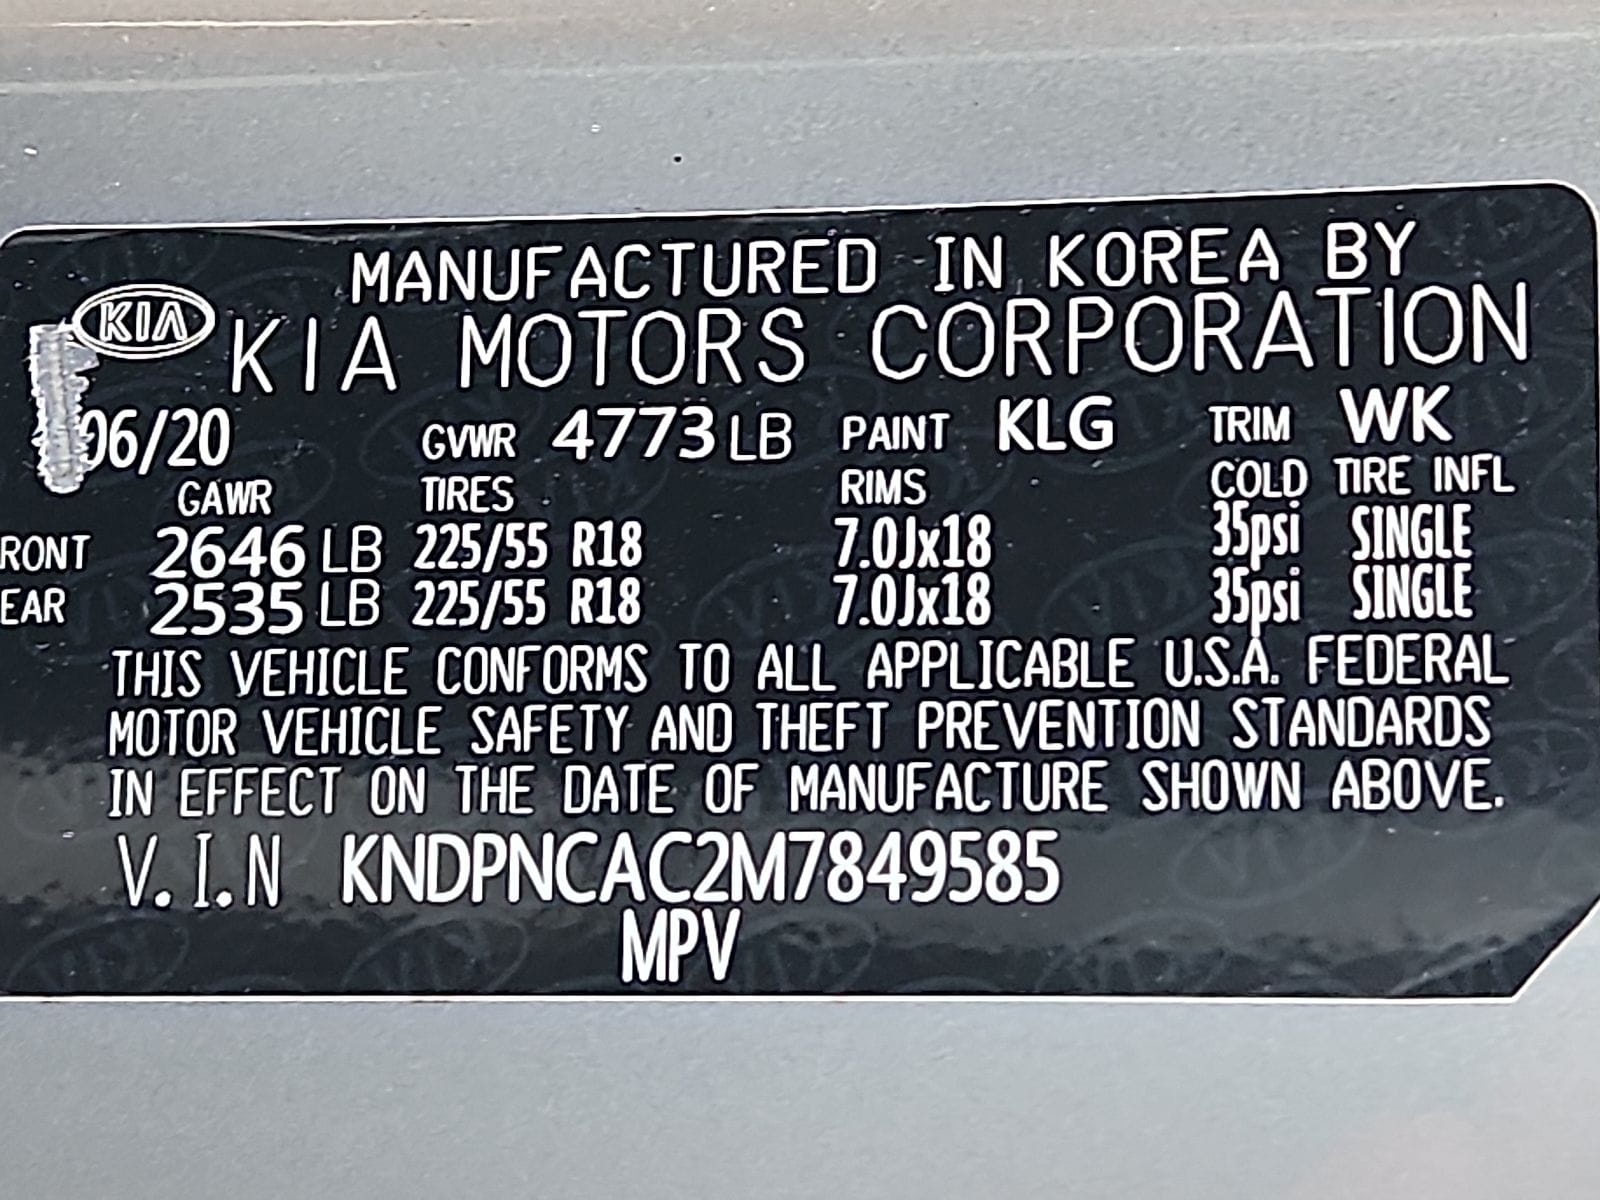 MANUFACTURED IN KOREA BY
KIA KIA MOTORS CORPORATION
06/20 GVWR 4773 LB PAINT KLG TRIM WK
GAWR TIRES RIMS COLD TIRE INFL
RONT 2646 LB 225/55 R18 7.0Jx18 35psi SINGLE
EAR 2535 LB 225/55 R18 7.0Jx18 35psi SINGLE
THIS VEHICLE CONFORMS TO ALL APPLICABLE U.S.A. FEDERAL
MOTOR VEHICLE SAFETY AND THEFT PREVENTION STANDARDS
IN EFFECT ON THE DATE OF MANUFACTURE SHOWN ABOVE.
V.I.N KNDPNCAC2M7849585
MPV